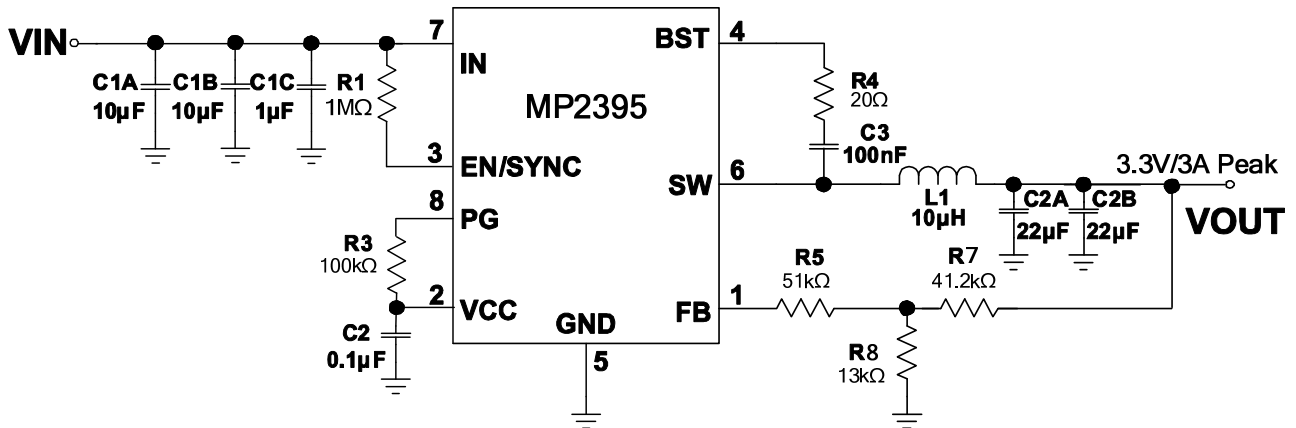 VIN
C1A
10µF
C1B
10µF
C1C
1µF
R1
1MΩ
7
IN
3
EN/SYNC
8
PG
R3
100kΩ
2
VCC
C2
0.1µF
MP2395
GND
5
BST
4
R4
20Ω
C3
100nF
SW
6
L1
10µH
C2A
22µF
C2B
22µF
3.3V/3A Peak
VOUT
FB
1
R5
51kΩ
R7
41.2kΩ
R8
13kΩ